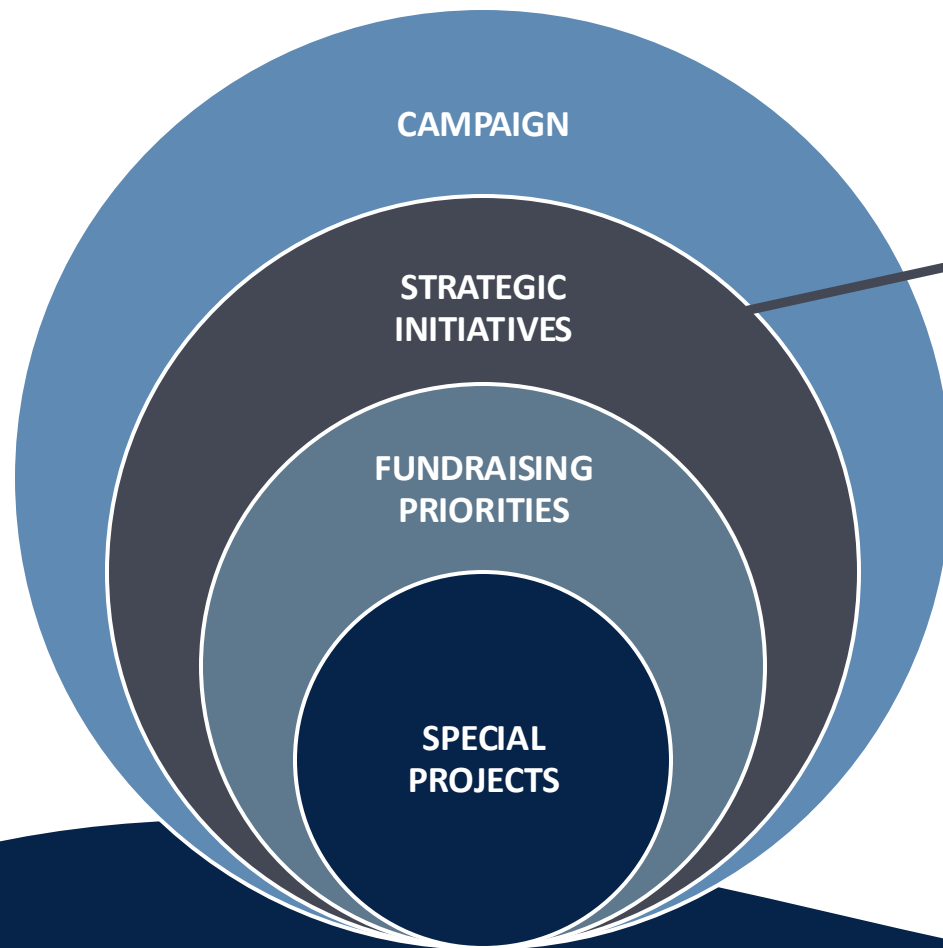 CAMPAIGN
STRATEGIC
INITIATIVES
FUNDRAISING
PRIORITIES
SPECIAL
PROJECTS